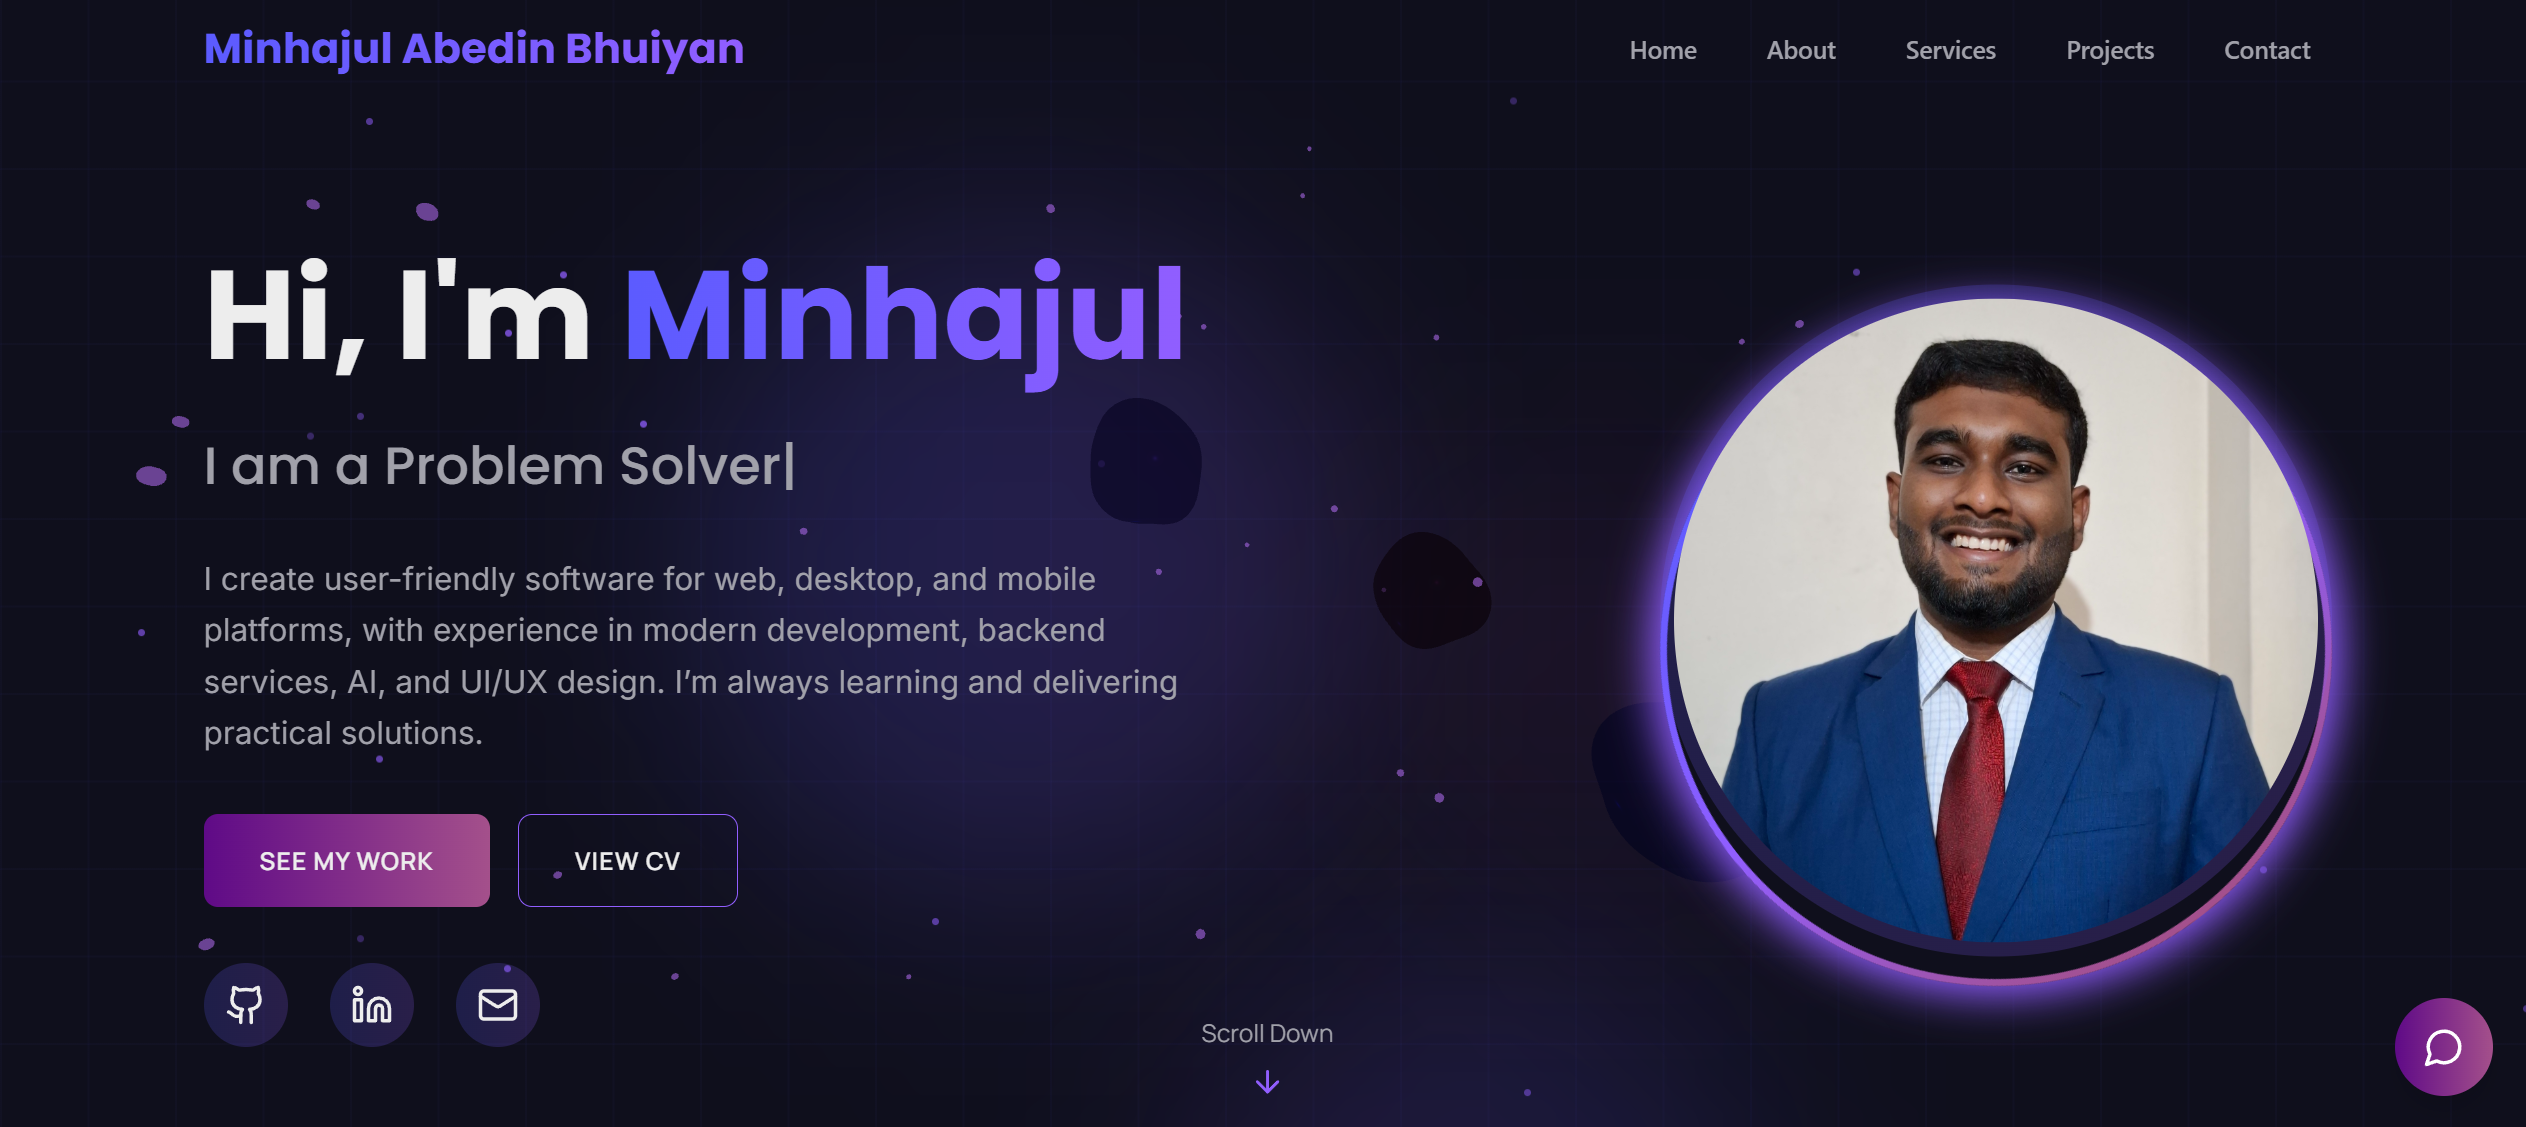 Minhajul Abedin Bhuiyan
Home About Services Projects Contact
Hi, I'm Minhajul
I am a Problem Solver|
I create user-friendly software for web, desktop, and mobile
platforms, with experience in modern development, backend
services, AI, and UI/UX design. I’m always learning and delivering
practical solutions.
SEE MY WORK VIEW CV
Scroll Down